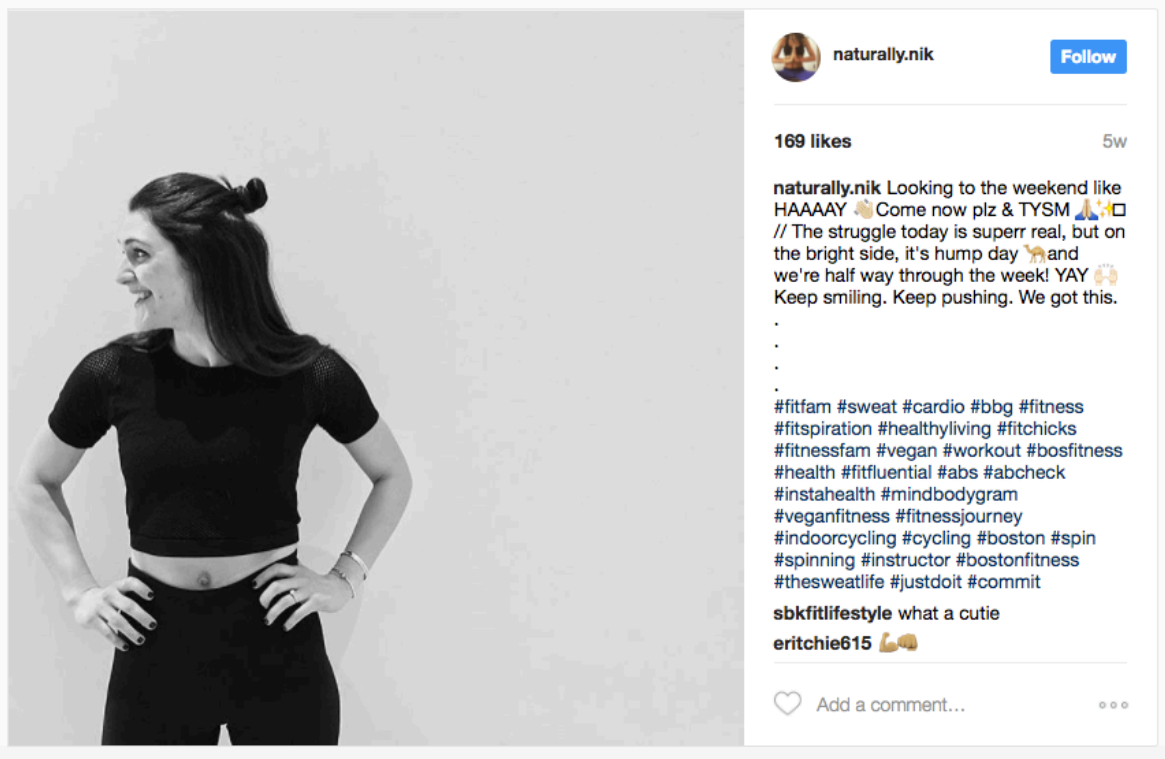 naturally.nik
Follow
169 likes
5w
naturally.nik Looking to the weekend like
HAAAAY 👏🏼Come now plz & TYSM 🙏🏼✨□
// The struggle today is superr real, but on
the bright side, it's hump day 🐪and
we're half way through the week! YAY 🙌🏻
Keep smiling. Keep pushing. We got this.
.
.
.
.
#fitfam #sweat #cardio #bbg #fitness
#fitspiration #healthyliving #fitchicks
#fitnessfam #vegan #workout #bosfitness
#health #fitfluential #abs #abcheck
#instahealth #mindbodygram
#veganfitness #fitnessjourney
#indoorcycling #cycling #boston #spin
#spinning #instructor #bostonfitness
#thesweatlife #justdoit #commit
sbkfitlifestyle what a cutie
eritchie615 💪🏽👊🏽
Add a comment…